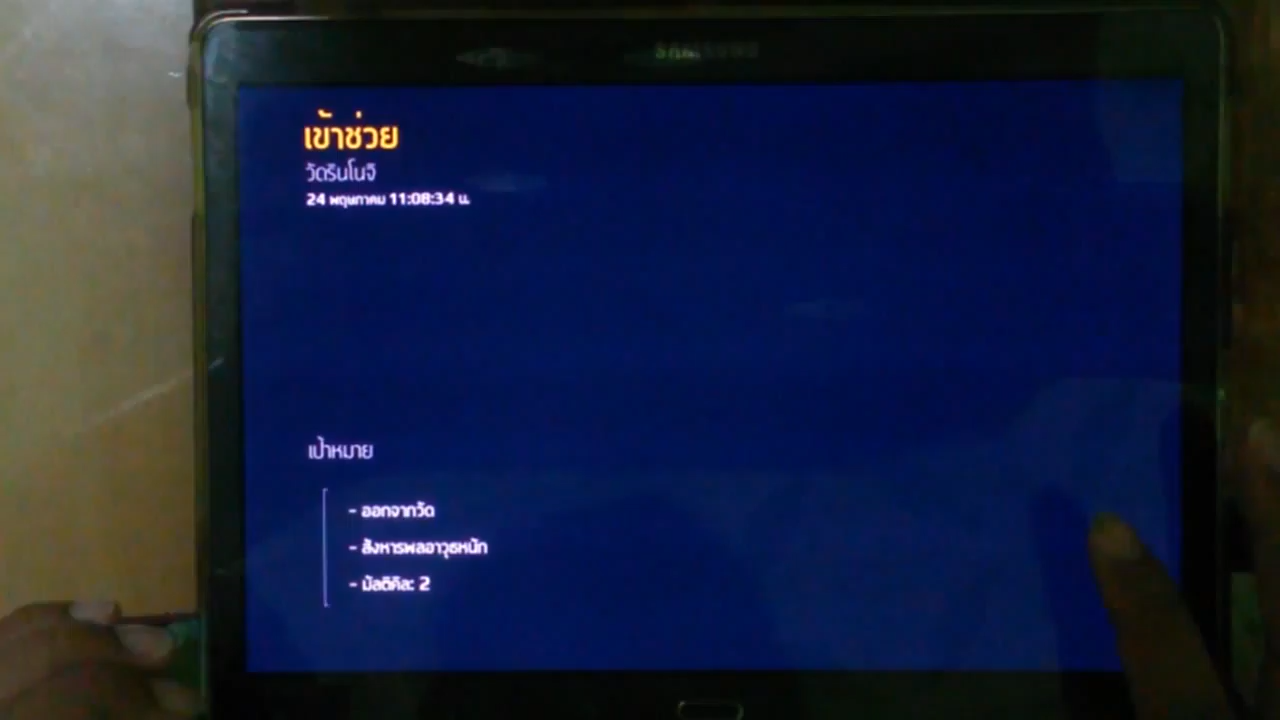 SAMSUNG
เข้าช่วย
วัดรินโนจิ
24 พฤษภาคม 11:08:34 น.
เป้าหมาย
- ออกจากวัด
- สังหารพลอาวุธหนัก
- มัลติคิล: 2